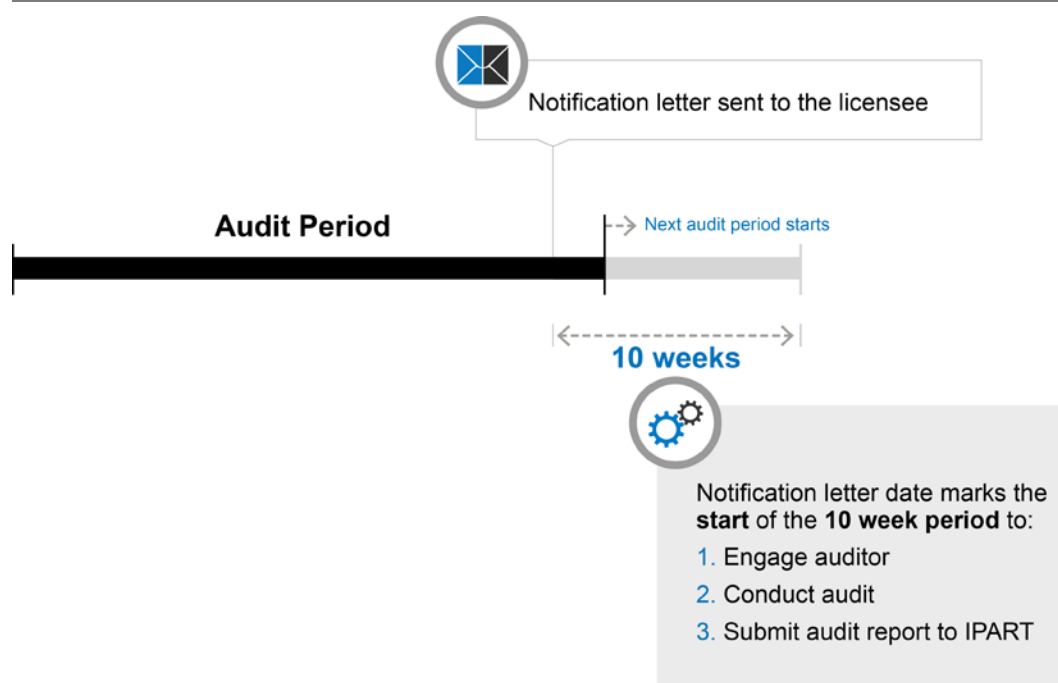 Notification letter sent to the licensee
Audit Period
Next audit period starts
10 weeks
Notification letter date marks the
start of the 10 week period to:
1. Engage auditor
2. Conduct audit
3. Submit audit report to IPART